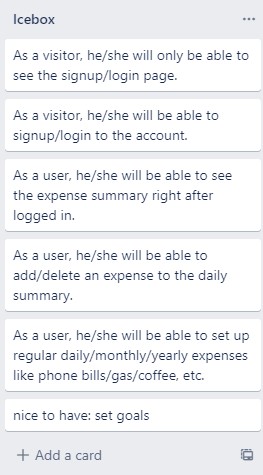 Icebox
As a visitor, he/she will only be able to
see the signup/login page.
As a visitor, he/she will be able to
signup/login to the account.
As a user, he/she will be able to see
the expense summary right after
logged in.
As a user, he/she will be able to
add/delete an expense to the daily
summary.
As a user, he/she will be able to set up
regular daily/monthly/yearly expenses
like phone bills/gas/coffee, etc.
nice to have: set goals
+ Add a card